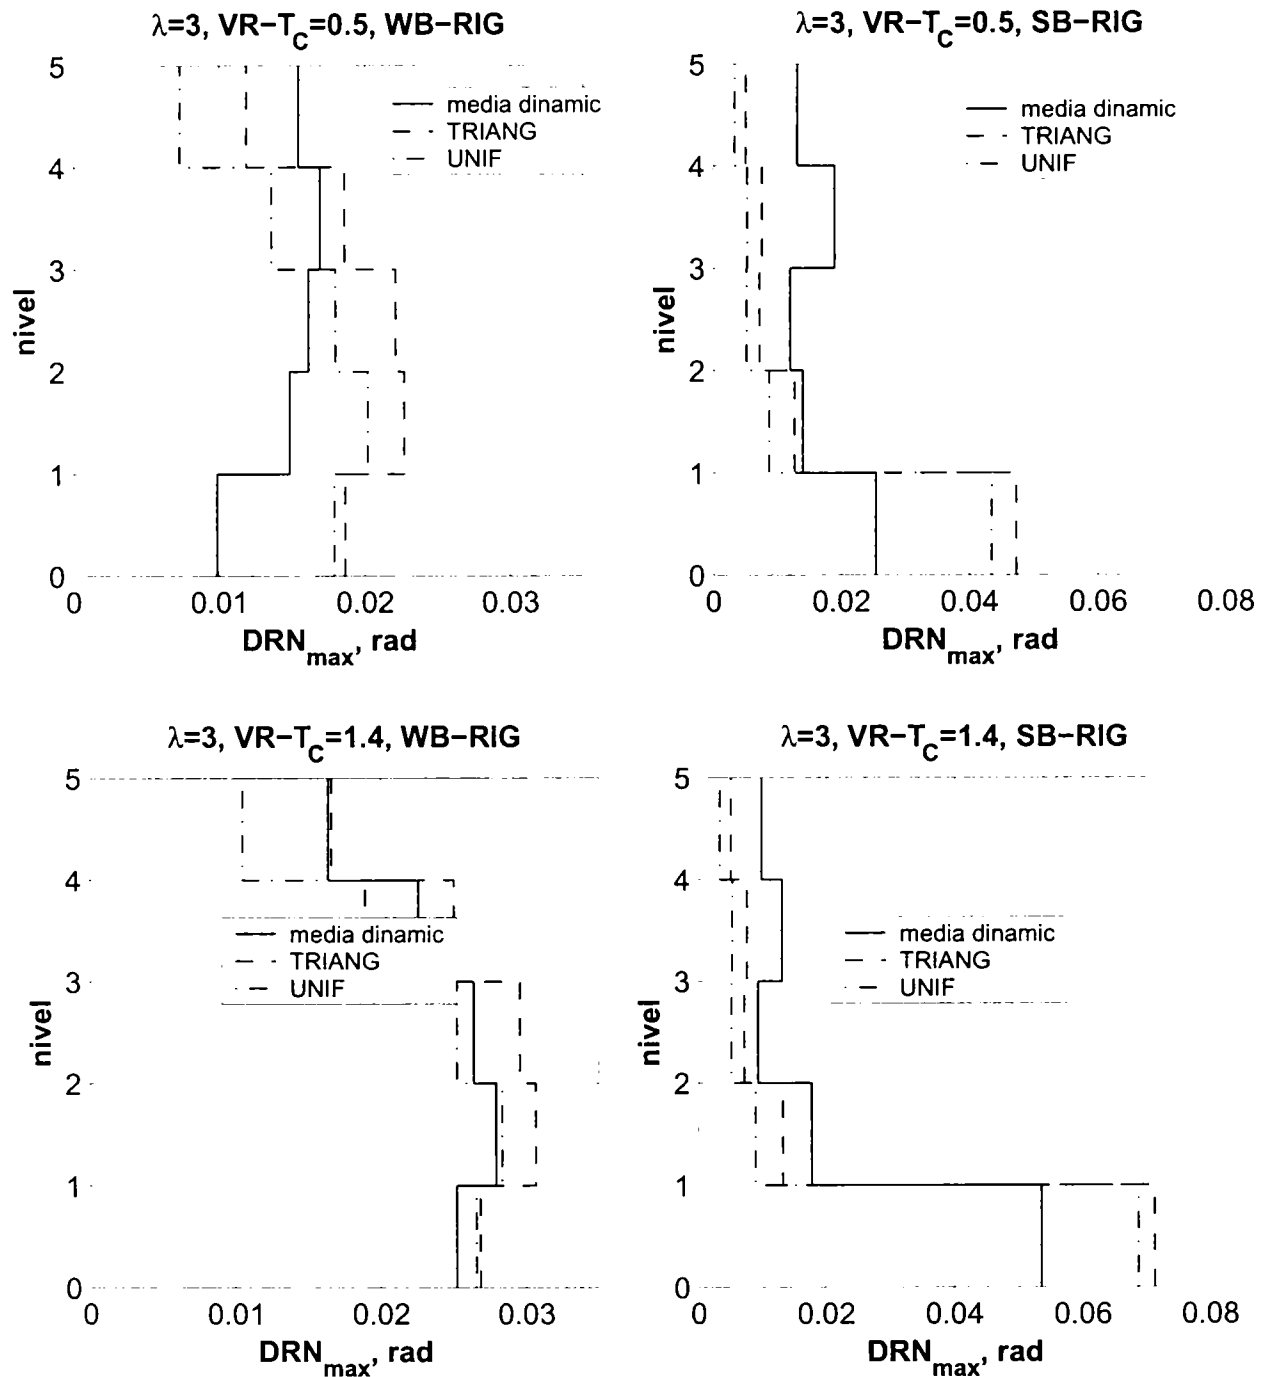 λ=3, VR−T_C=0.5, WB−RIG
5
4
3
2
1
0
nivel
media dinamic
TRIANG
UNIF
0 0.01 0.02 0.03
DRN_max, rad
λ=3, VR−T_C=0.5, SB−RIG
5
4
3
2
1
0
nivel
media dinamic
TRIANG
UNIF
0 0.02 0.04 0.06 0.08
DRN_max, rad
λ=3, VR−T_C=1.4, WB−RIG
5
4
3
2
1
0
nivel
media dinamic
TRIANG
UNIF
0 0.01 0.02 0.03
DRN_max, rad
λ=3, VR−T_C=1.4, SB−RIG
5
4
3
2
1
0
nivel
media dinamic
TRIANG
UNIF
0 0.02 0.04 0.06 0.08
DRN_max, rad